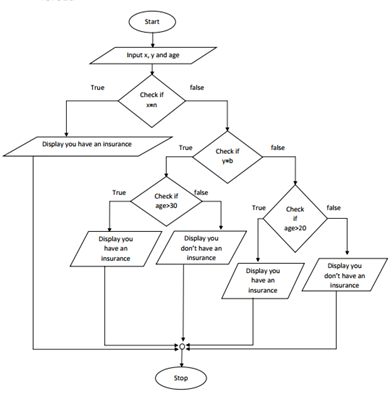 Start
Input x, y and age
True
false
Check if
x=n
Display you have an insurance
True
false
Check if
y=b
True
false
Check if
age>30
True
false
Check
if
age>20
Display you
have an
insurance
Display you
don't have an
insurance
Display you
have an
insurance
Display you
don't have an
insurance
Stop